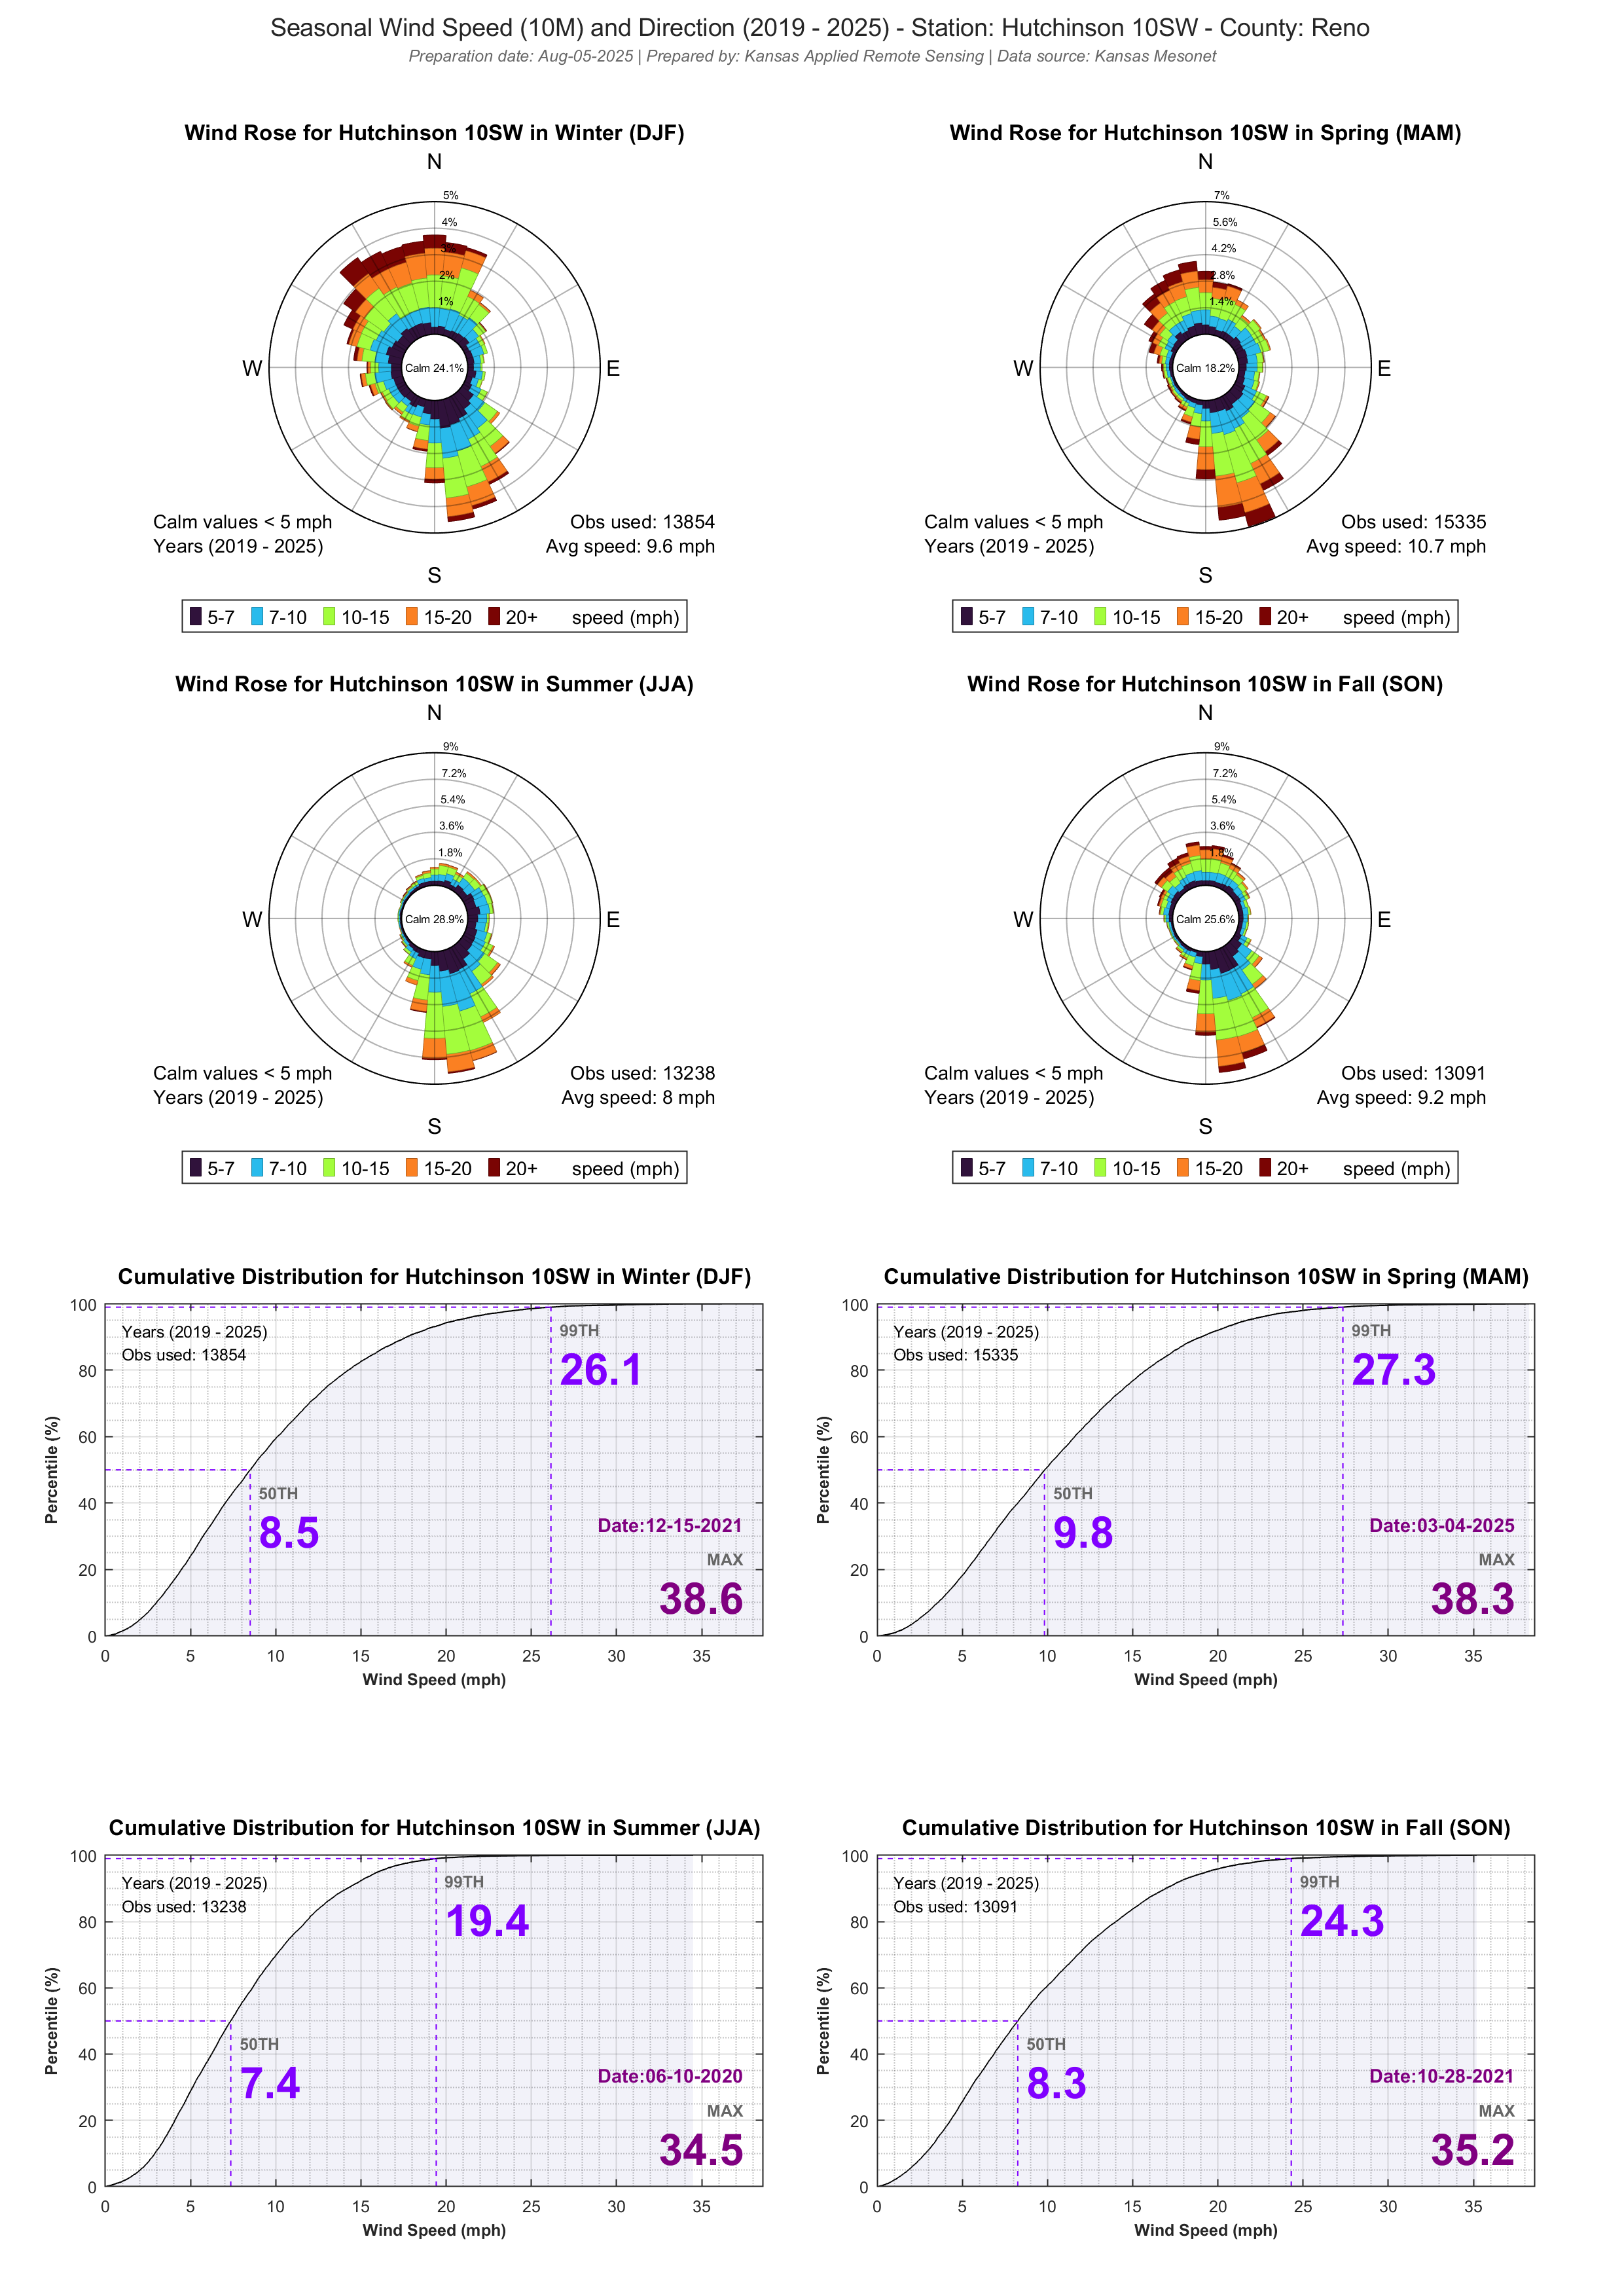 Seasonal Wind Speed (10M) and Direction (2019 - 2025) - Station: Hutchinson 10SW - County: Reno
Preparation date: Aug-05-2025 | Prepared by: Kansas Applied Remote Sensing | Data source: Kansas Mesonet
Wind Rose for Hutchinson 10SW in Winter (DJF)
N
5%
4%
3%
2%
1%
W
Calm 24.1%
E
Calm values < 5 mph
Years (2019 - 2025)
Obs used: 13854
Avg speed: 9.6 mph
S
5-7 7-10 10-15 15-20 20+ speed (mph)
Wind Rose for Hutchinson 10SW in Spring (MAM)
N
7%
5.6%
4.2%
2.8%
1.4%
W
Calm 18.2%
E
Calm values < 5 mph
Years (2019 - 2025)
Obs used: 15335
Avg speed: 10.7 mph
S
5-7 7-10 10-15 15-20 20+ speed (mph)
Wind Rose for Hutchinson 10SW in Summer (JJA)
N
9%
7.2%
5.4%
3.6%
1.8%
W
Calm 28.9%
E
Calm values < 5 mph
Years (2019 - 2025)
Obs used: 13238
Avg speed: 8 mph
S
5-7 7-10 10-15 15-20 20+ speed (mph)
Wind Rose for Hutchinson 10SW in Fall (SON)
N
9%
7.2%
5.4%
3.6%
1.8%
W
Calm 25.6%
E
Calm values < 5 mph
Years (2019 - 2025)
Obs used: 13091
Avg speed: 9.2 mph
S
5-7 7-10 10-15 15-20 20+ speed (mph)
Cumulative Distribution for Hutchinson 10SW in Winter (DJF)
100
80
60
40
20
0
Percentile (%)
Years (2019 - 2025)
Obs used: 13854
99TH
26.1
50TH
8.5
Date:12-15-2021
MAX
38.6
0 5 10 15 20 25 30 35
Wind Speed (mph)
Cumulative Distribution for Hutchinson 10SW in Spring (MAM)
100
80
60
40
20
0
Percentile (%)
Years (2019 - 2025)
Obs used: 15335
99TH
27.3
50TH
9.8
Date:03-04-2025
MAX
38.3
0 5 10 15 20 25 30 35
Wind Speed (mph)
Cumulative Distribution for Hutchinson 10SW in Summer (JJA)
100
80
60
40
20
0
Percentile (%)
Years (2019 - 2025)
Obs used: 13238
99TH
19.4
50TH
7.4
Date:06-10-2020
MAX
34.5
0 5 10 15 20 25 30 35
Wind Speed (mph)
Cumulative Distribution for Hutchinson 10SW in Fall (SON)
100
80
60
40
20
0
Percentile (%)
Years (2019 - 2025)
Obs used: 13091
99TH
24.3
50TH
8.3
Date:10-28-2021
MAX
35.2
0 5 10 15 20 25 30 35
Wind Speed (mph)